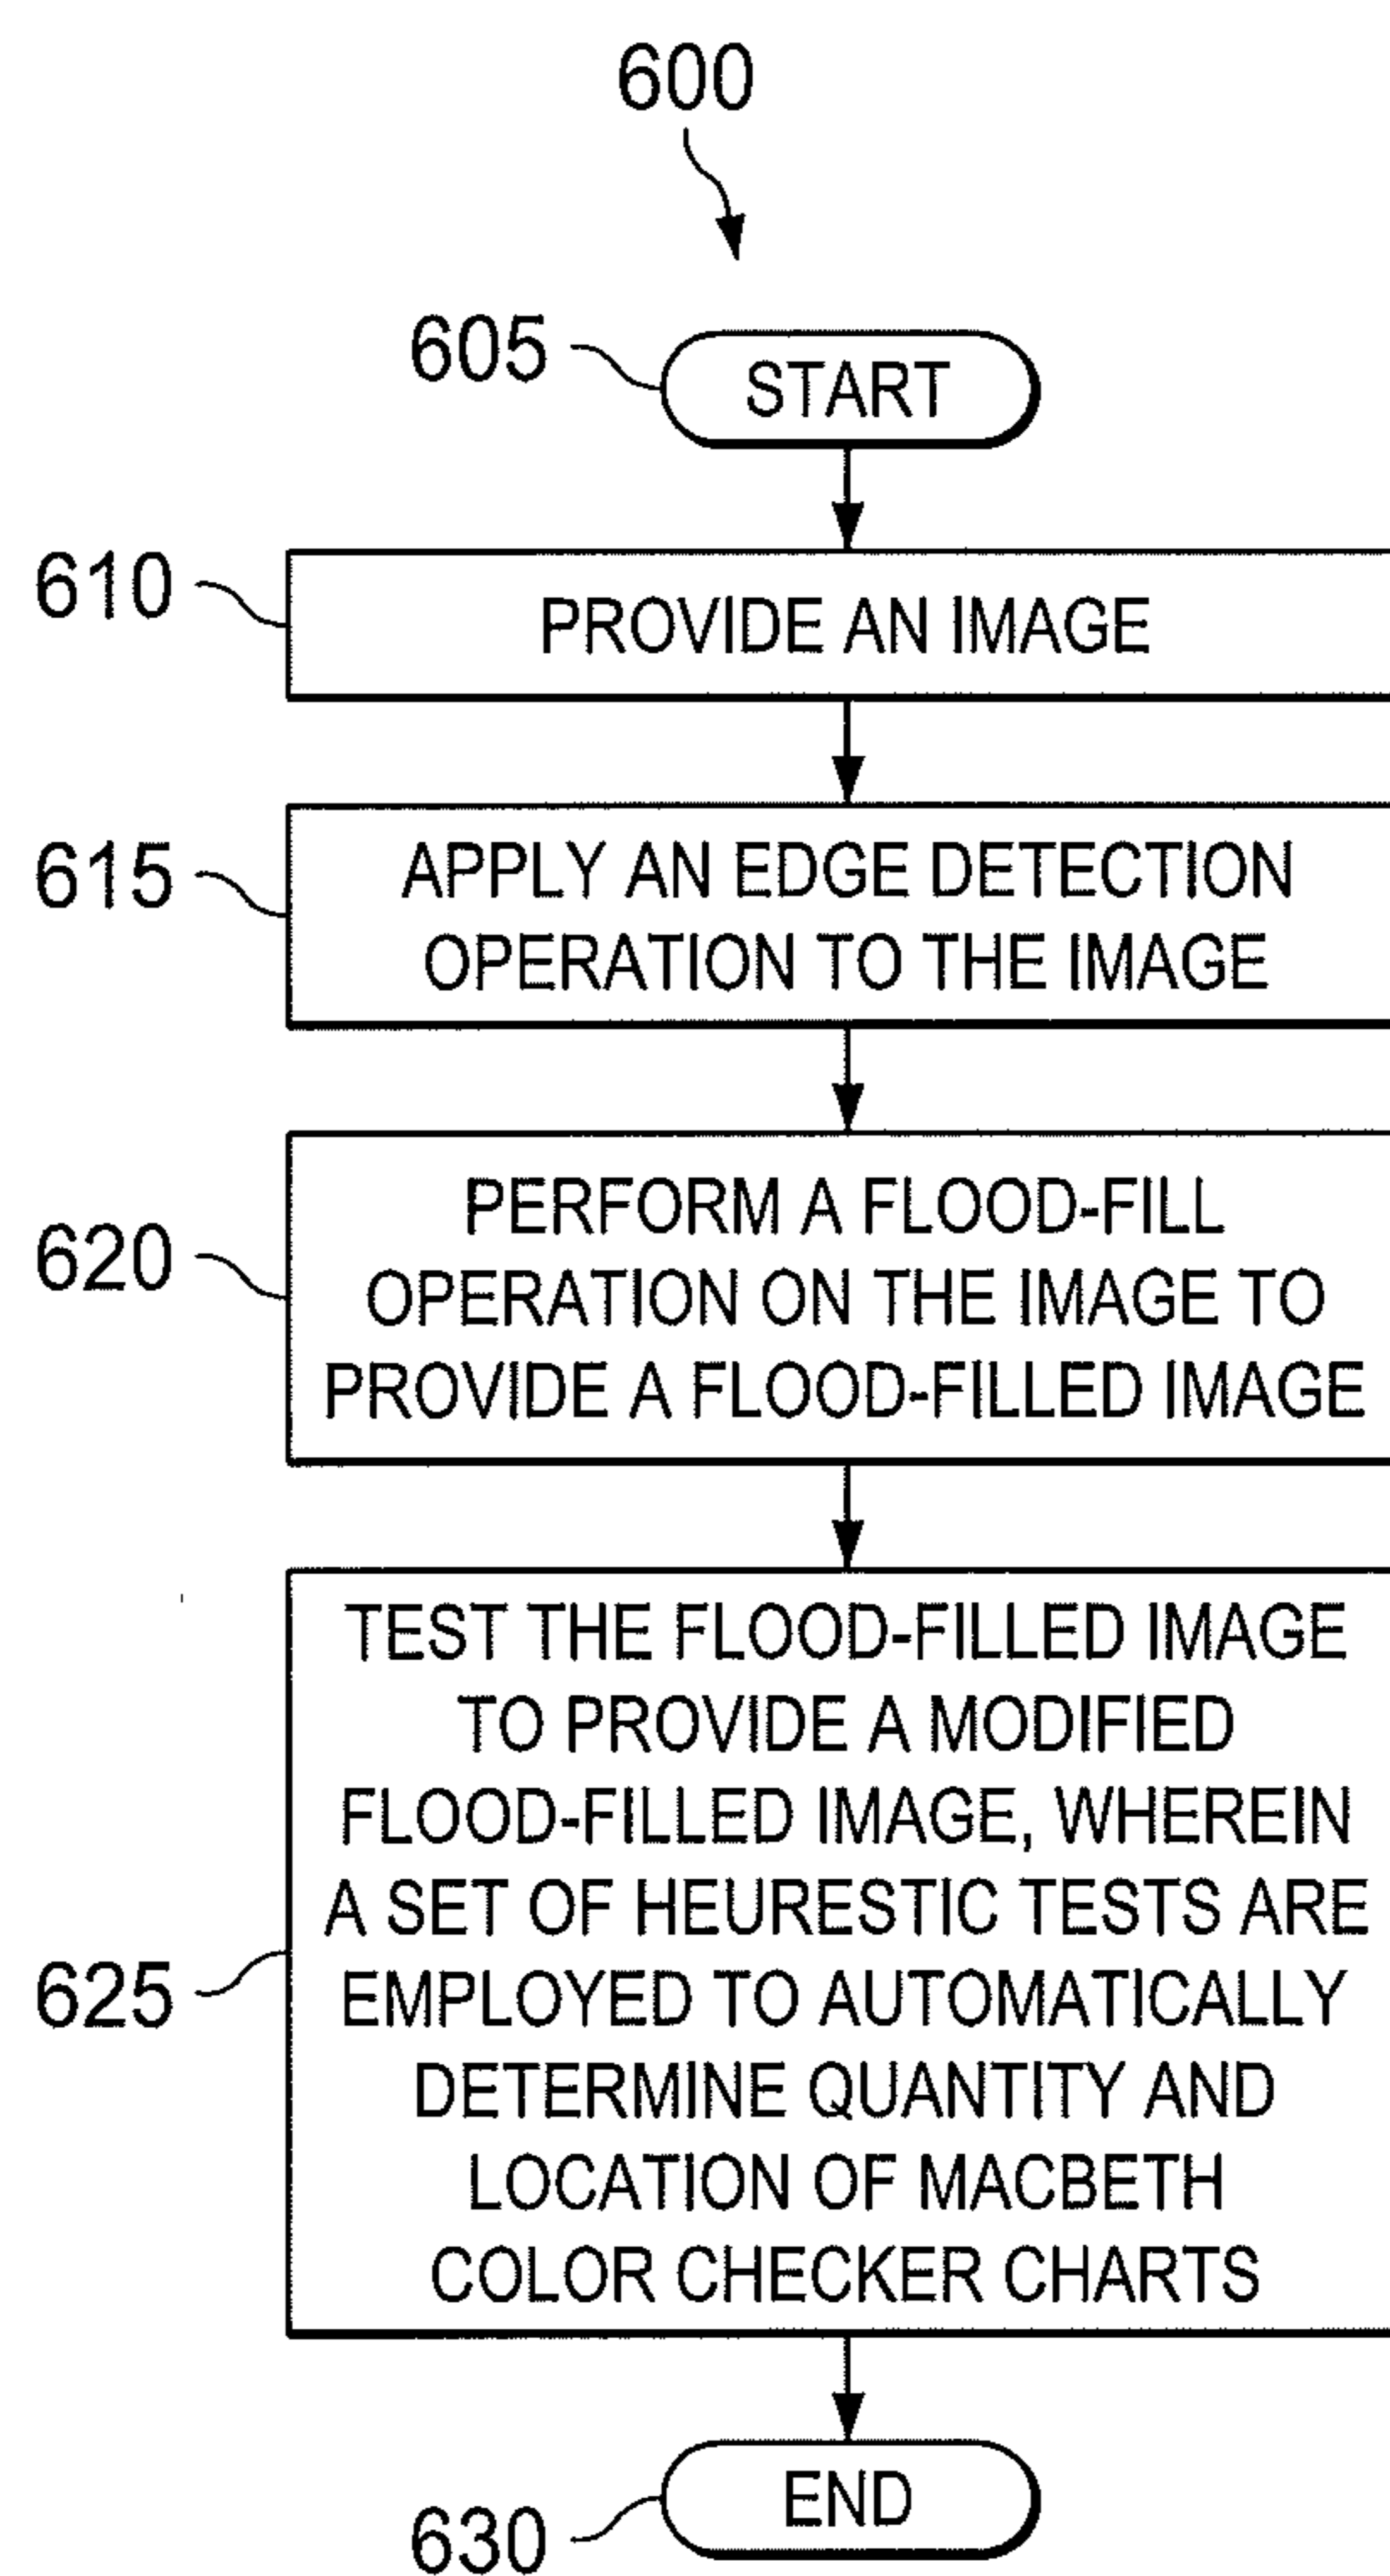 600
605
START
610
PROVIDE AN IMAGE
615
APPLY AN EDGE DETECTION
OPERATION TO THE IMAGE
620
PERFORM A FLOOD-FILL
OPERATION ON THE IMAGE TO
PROVIDE A FLOOD-FILLED IMAGE
625
TEST THE FLOOD-FILLED IMAGE
TO PROVIDE A MODIFIED
FLOOD-FILLED IMAGE, WHEREIN
A SET OF HEURESTIC TESTS ARE
EMPLOYED TO AUTOMATICALLY
DETERMINE QUANTITY AND
LOCATION OF MACBETH
COLOR CHECKER CHARTS
630
END